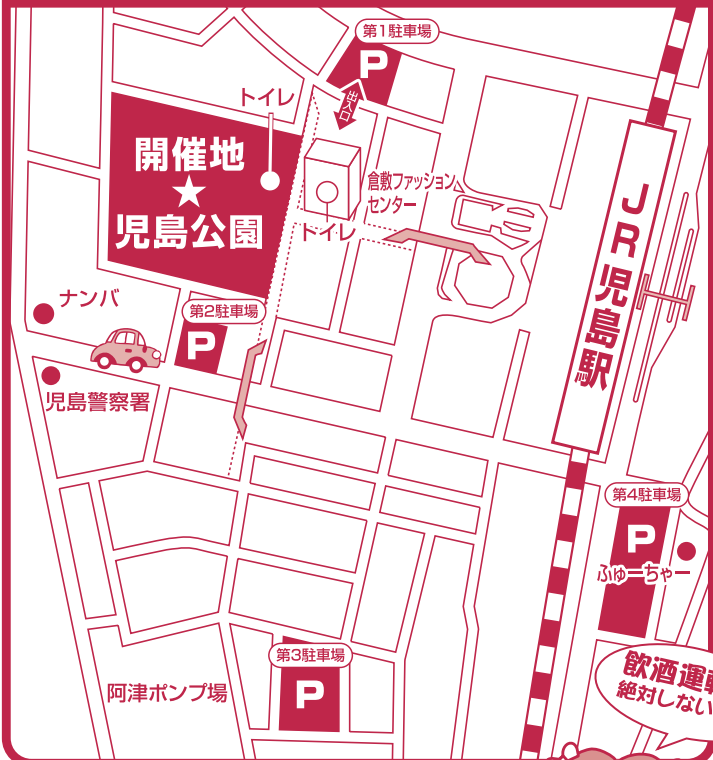 第1駐車場
P
出入口
トイレ
開催地
★
児島公園
倉敷ファッション
センター
トイレ
JR児島駅
ナンバ
第2駐車場
P
児島警察署
第4駐車場
P
ふゅーちゃー
第3駐車場
P
阿津ポンプ場
飲酒運転
絶対しない